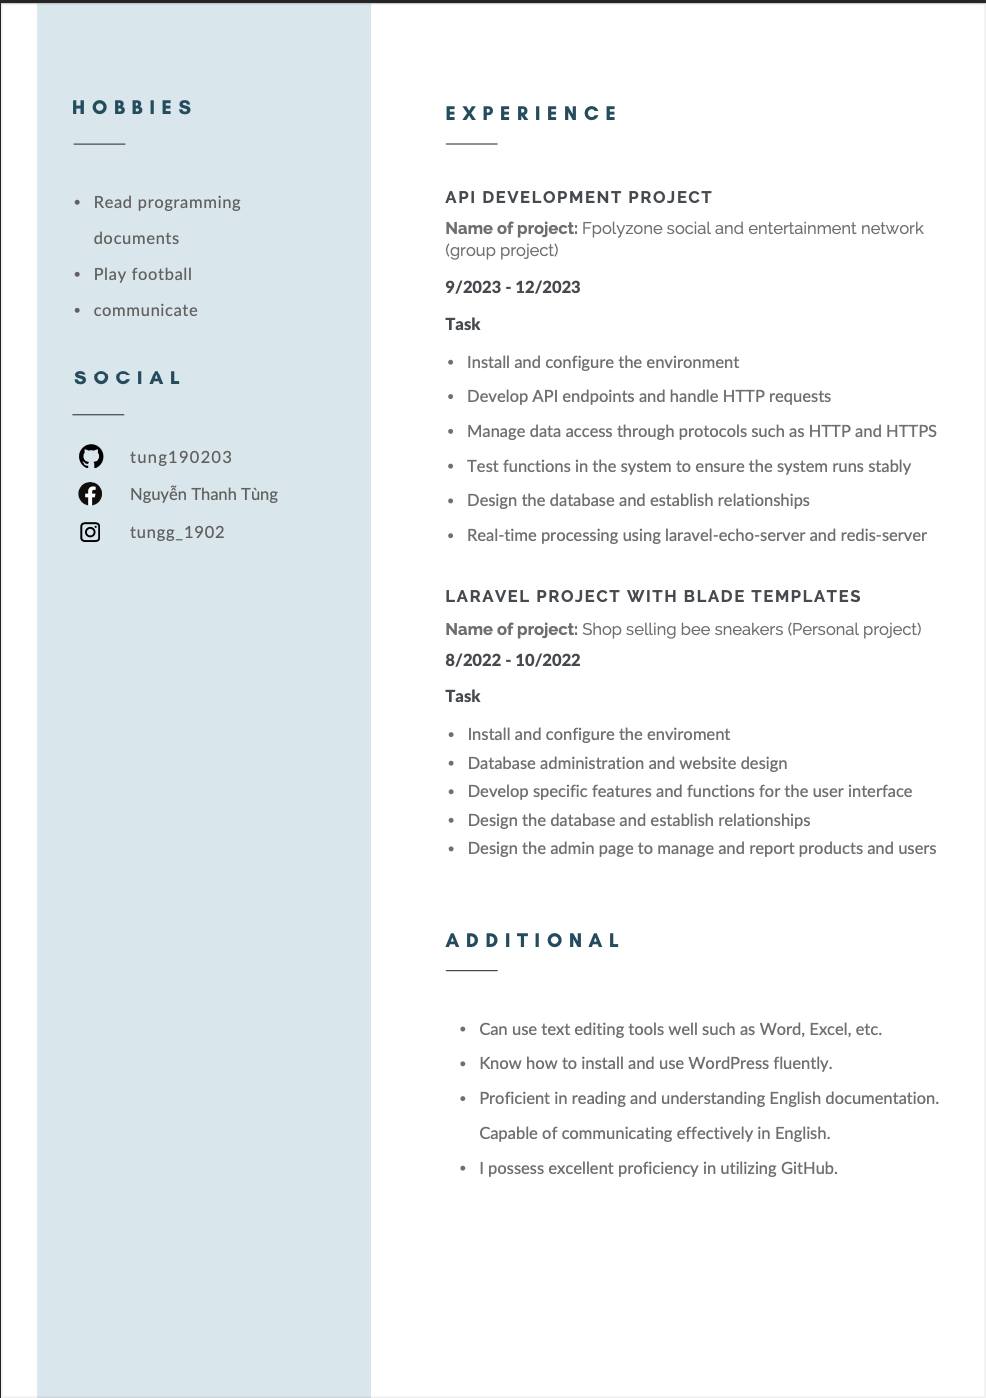 HOBBIES
• Read programming
documents
• Play football
• communicate
SOCIAL
tung190203
Nguyễn Thanh Tùng
tungg_1902
EXPERIENCE
API DEVELOPMENT PROJECT
Name of project: Fpolyzone social and entertainment network
(group project)
9/2023 - 12/2023
Task
• Install and configure the environment
• Develop API endpoints and handle HTTP requests
• Manage data access through protocols such as HTTP and HTTPS
• Test functions in the system to ensure the system runs stably
• Design the database and establish relationships
• Real-time processing using laravel-echo-server and redis-server
LARAVEL PROJECT WITH BLADE TEMPLATES
Name of project: Shop selling bee sneakers (Personal project)
8/2022 - 10/2022
Task
• Install and configure the enviroment
• Database administration and website design
• Develop specific features and functions for the user interface
• Design the database and establish relationships
• Design the admin page to manage and report products and users
ADDITIONAL
• Can use text editing tools well such as Word, Excel, etc.
• Know how to install and use WordPress fluently.
• Proficient in reading and understanding English documentation.
Capable of communicating effectively in English.
• I possess excellent proficiency in utilizing GitHub.